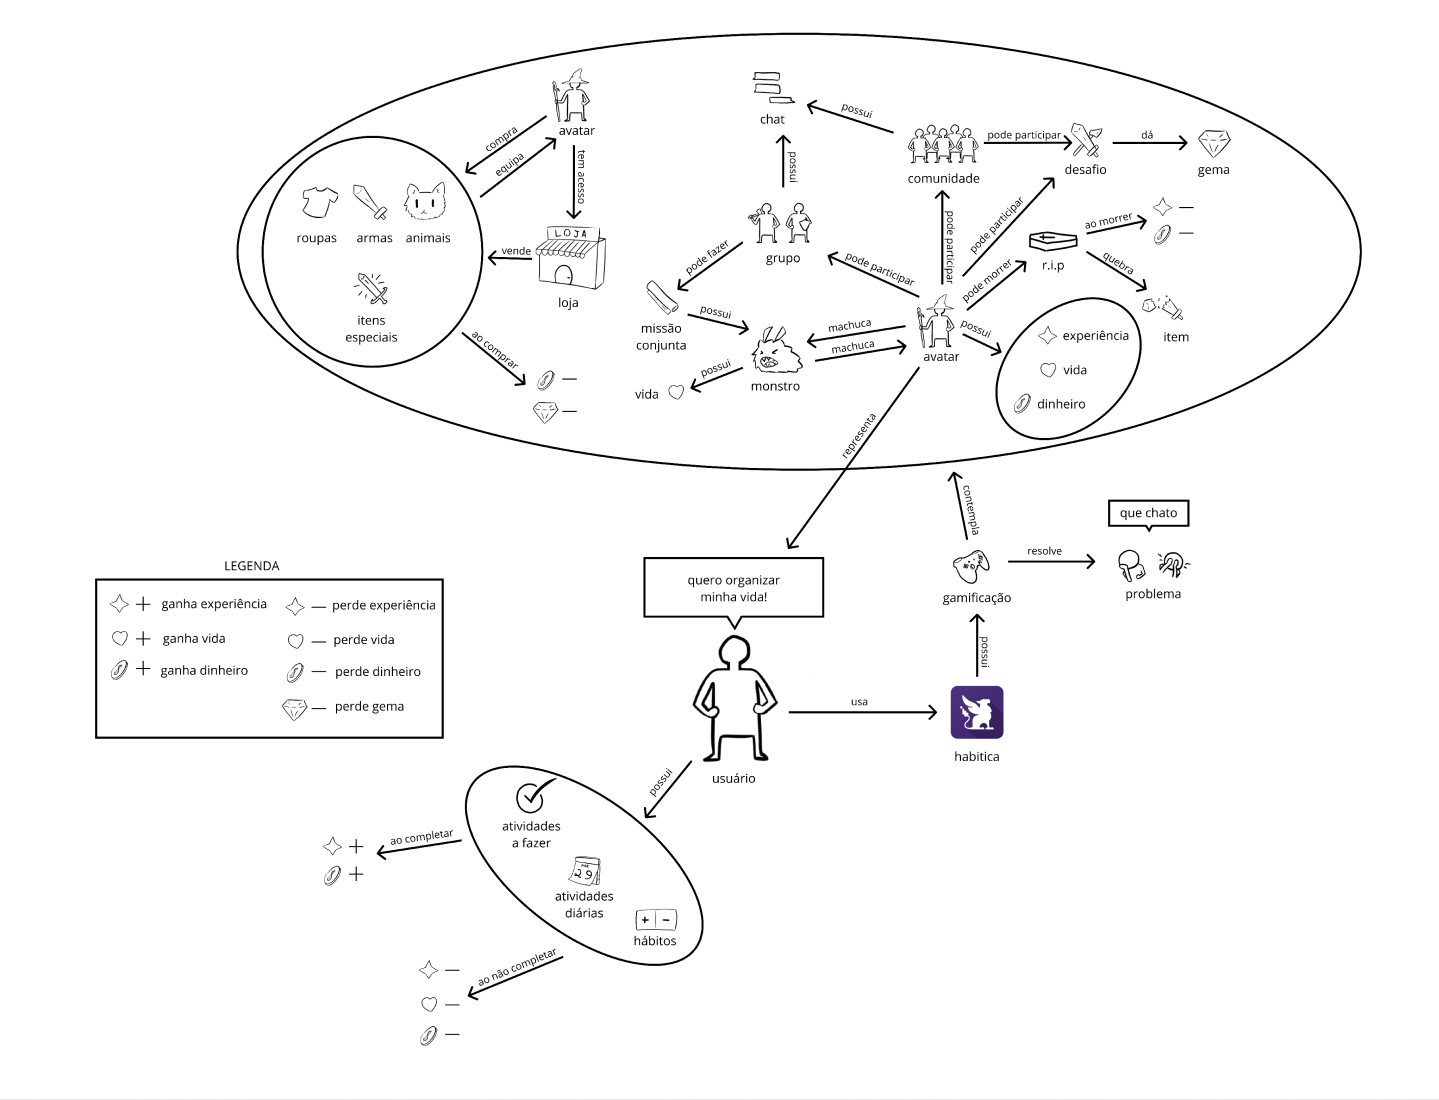 avatar
compra
equipa
tem acesso
roupas
armas
animais
itens
especiais
LOJA
vende
loja
ao comprar
chat
possui
possui
comunidade
pode participar
desafio
dá
gema
grupo
pode fazer
pode participar
pode participar
pode participar
pode morrer
r.i.p
ao morrer
quebra
item
missão
conjunta
possui
machuca
machuca
monstro
possui
vida
avatar
possui
experiência
vida
dinheiro
representa
contempla
que chato
gamificação
resolve
problema
possui
LEGENDA
ganha experiência
perde experiência
ganha vida
perde vida
ganha dinheiro
perde dinheiro
perde gema
quero organizar
minha vida!
usuário
usa
habitica
possui
atividades
a fazer
29
atividades
diárias
hábitos
ao completar
ao não completar